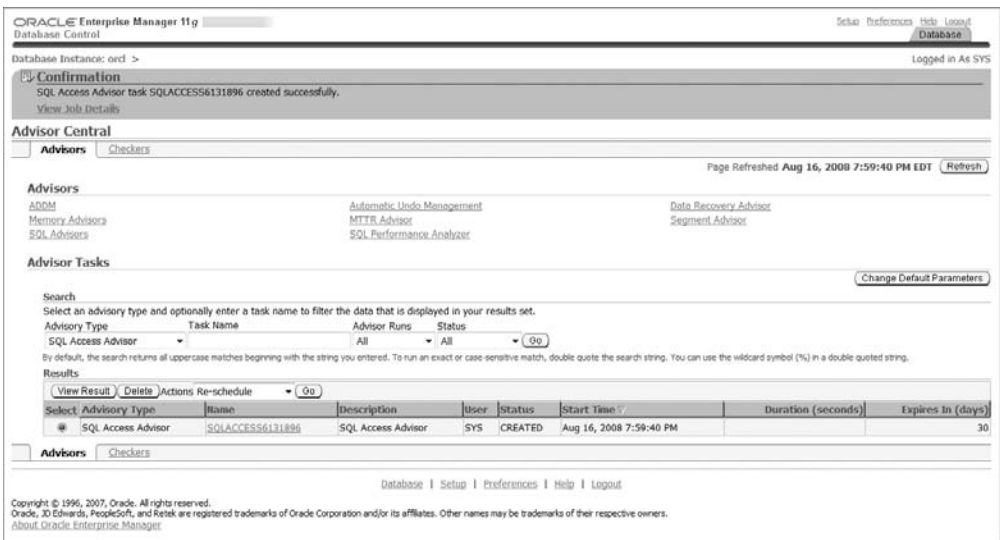 ORACLE Enterprise Manager 11g
Database Control
Setup Preferences Help Logout
Database
Database Instance: orcl >
Logged in As SYS
Confirmation
SQL Access Advisor task SQLACCESS6131896 created successfully.
View Job Details
Advisor Central
Advisors Checkers
Page Refreshed Aug 16, 2008 7:59:40 PM EDT Refresh
Advisors
ADDM Automatic Undo Management Data Recovery Advisor
Memory Advisors MTTR Advisor Segment Advisor
SQL Advisors SQL Performance Analyzer
Advisor Tasks
Change Default Parameters
Search
Select an advisory type and optionally enter a task name to filter the data that is displayed in your results set.
Advisory Type Task Name Advisor Runs Status
SQL Access Advisor All All Go
By default, the search returns all uppercase matches beginning with the string you entered. To run an exact or case-sensitive match, double quote the search string. You can use the wildcard symbol (%) in a double quoted string.
Results
View Result Delete Actions Re-schedule Go
Select Advisory Type Name Description User Status Start Time Duration (seconds) Expires In (days)
SQL Access Advisor SQLACCESS6131896 SQL Access Advisor SYS CREATED Aug 16, 2008 7:59:40 PM 30
Advisors Checkers
Database | Setup | Preferences | Help | Logout
Copyright © 1996, 2007, Oracle. All rights reserved.
Oracle, JD Edwards, PeopleSoft, and Retek are registered trademarks of Oracle Corporation and/or its affiliates. Other names may be trademarks of their respective owners.
About Oracle Enterprise Manager